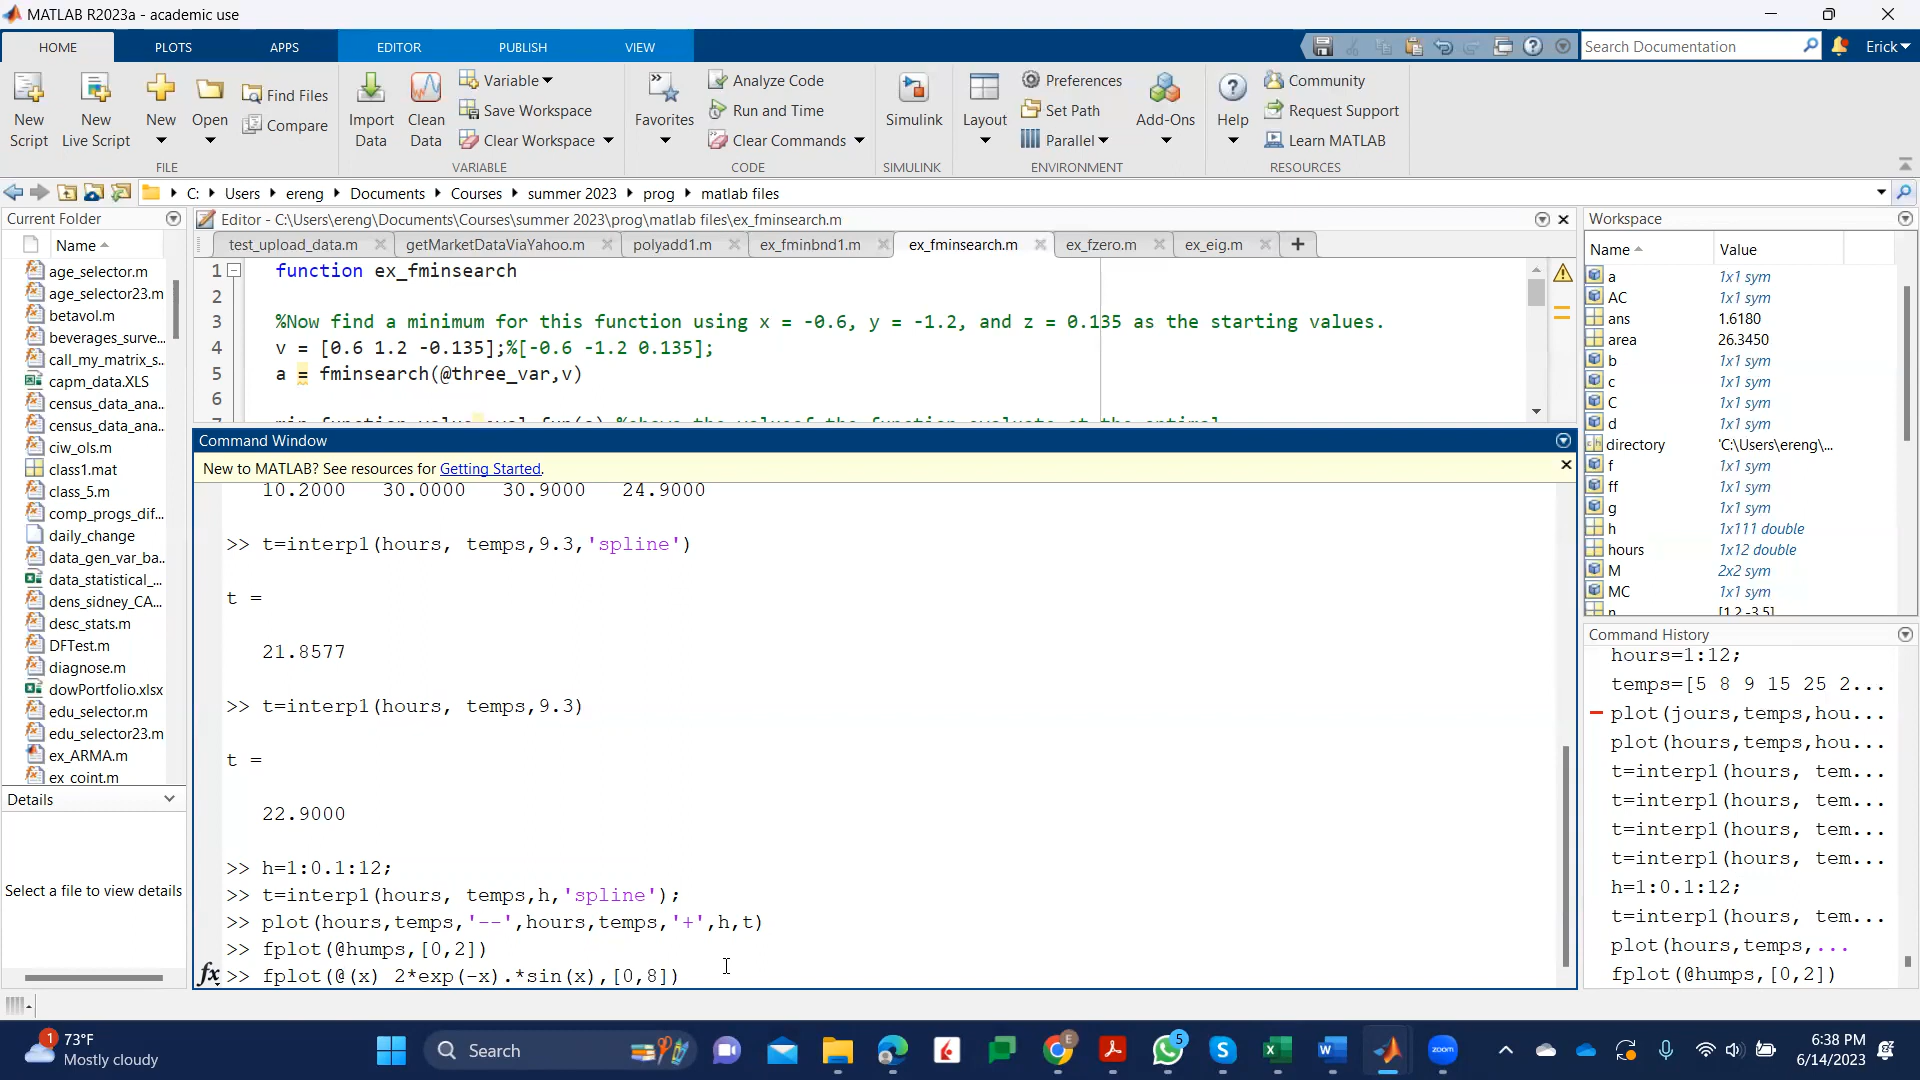 MATLAB R2023a - academic use
HOME PLOTS APPS EDITOR PUBLISH VIEW
Search Documentation
Erick
New Script
New Live Script
New
Open
Find Files
Compare
FILE
Import Data
Clean Data
Variable
Save Workspace
Clear Workspace
VARIABLE
Favorites
Analyze Code
Run and Time
Clear Commands
CODE
Simulink
SIMULINK
Layout
Preferences
Set Path
Parallel
Add-Ons
ENVIRONMENT
Help
Community
Request Support
Learn MATLAB
RESOURCES
C: Users ereng Documents Courses summer 2023 prog matlab files
Current Folder
Name
age_selector.m
age_selector23.m
betavol.m
beverages_surve...
call_my_matrix_s...
capm_data.XLS
census_data_ana...
census_data_ana...
ciw_ols.m
class1.mat
class_5.m
comp_progs_dif...
daily_change
data_gen_var_ba...
data_statistical_...
dens_sidney_CA...
desc_stats.m
DFTest.m
diagnose.m
dowPortfolio.xlsx
edu_selector.m
edu_selector23.m
ex_ARMA.m
ex_coint.m
Details
Select a file to view details
Editor - C:\Users\ereng\Documents\Courses\summer 2023\prog\matlab files\ex_fminsearch.m
test_upload_data.m getMarketDataViaYahoo.m polyadd1.m ex_fminbnd1.m ex_fminsearch.m ex_fzero.m ex_eig.m
1 function ex_fminsearch
2
3 %Now find a minimum for this function using x = -0.6, y = -1.2, and z = 0.135 as the starting values.
4 v = [0.6 1.2 -0.135];%[-0.6 -1.2 0.135];
5 a = fminsearch(@three_var,v)
6
Command Window
New to MATLAB? See resources for Getting Started.
10.2000 30.0000 30.9000 24.9000
>> t=interp1(hours, temps,9.3,'spline')
t =
21.8577
>> t=interp1(hours, temps,9.3)
t =
22.9000
>> h=1:0.1:12;
>> t=interp1(hours, temps,h,'spline');
>> plot(hours,temps,'--',hours,temps,'+',h,t)
>> fplot(@humps,[0,2])
fx >> fplot(@(x) 2*exp(-x).*sin(x),[0,8])
Workspace
Name Value
a 1x1 sym
AC 1x1 sym
ans 1.6180
area 26.3450
b 1x1 sym
c 1x1 sym
C 1x1 sym
d 1x1 sym
directory 'C:\Users\ereng\...
f 1x1 sym
ff 1x1 sym
g 1x1 sym
h 1x111 double
hours 1x12 double
M 2x2 sym
MC 1x1 sym
n [1,2,-3,5]
Command History
hours=1:12;
temps=[5 8 9 15 25 2...
plot(jours,temps,hou...
plot(hours,temps,hou...
t=interp1(hours, tem...
t=interp1(hours, tem...
t=interp1(hours, tem...
t=interp1(hours, tem...
h=1:0.1:12;
t=interp1(hours, tem...
plot(hours,temps,...
fplot(@humps,[0,2])
1
73°F
Mostly cloudy
Search
5
zoom
6:38 PM
6/14/2023